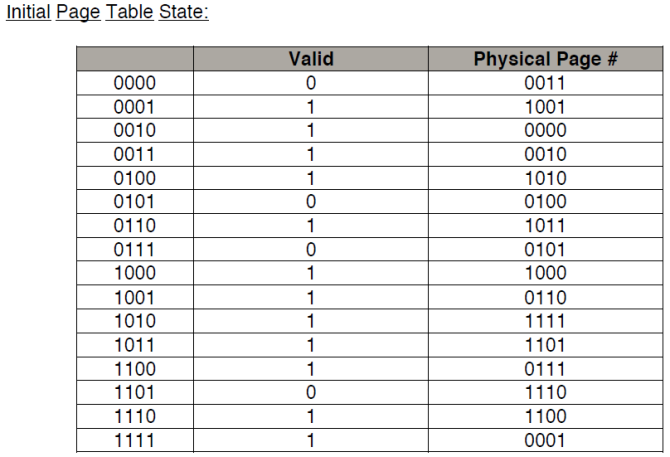 Initial Page Table State:
Valid Physical Page #
0000 0 0011
0001 1 1001
0010 1 0000
0011 1 0010
0100 1 1010
0101 0 0100
0110 1 1011
0111 0 0101
1000 1 1000
1001 1 0110
1010 1 1111
1011 1 1101
1100 1 0111
1101 0 1110
1110 1 1100
1111 1 0001